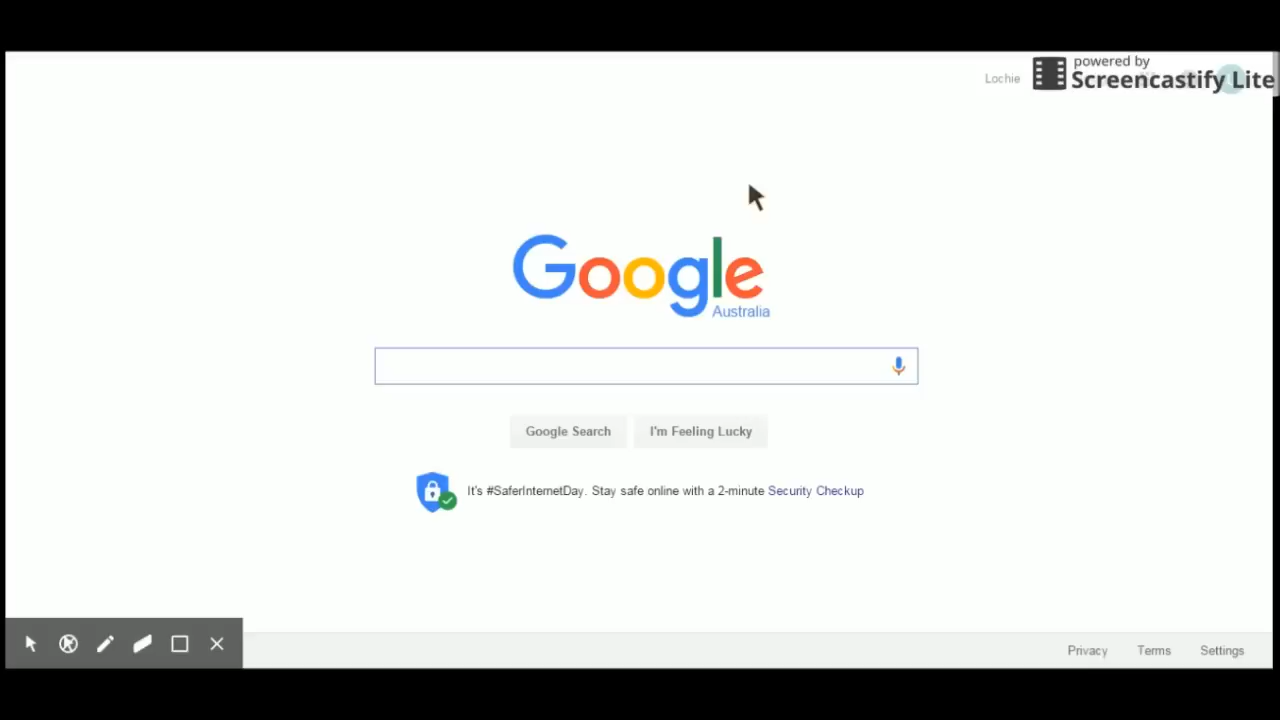 powered by
Lochie
Screencastify Lite
Google
Australia
Google Search
I'm Feeling Lucky
It's #SaferInternetDay. Stay safe online with a 2-minute Security Checkup
Privacy
Terms
Settings